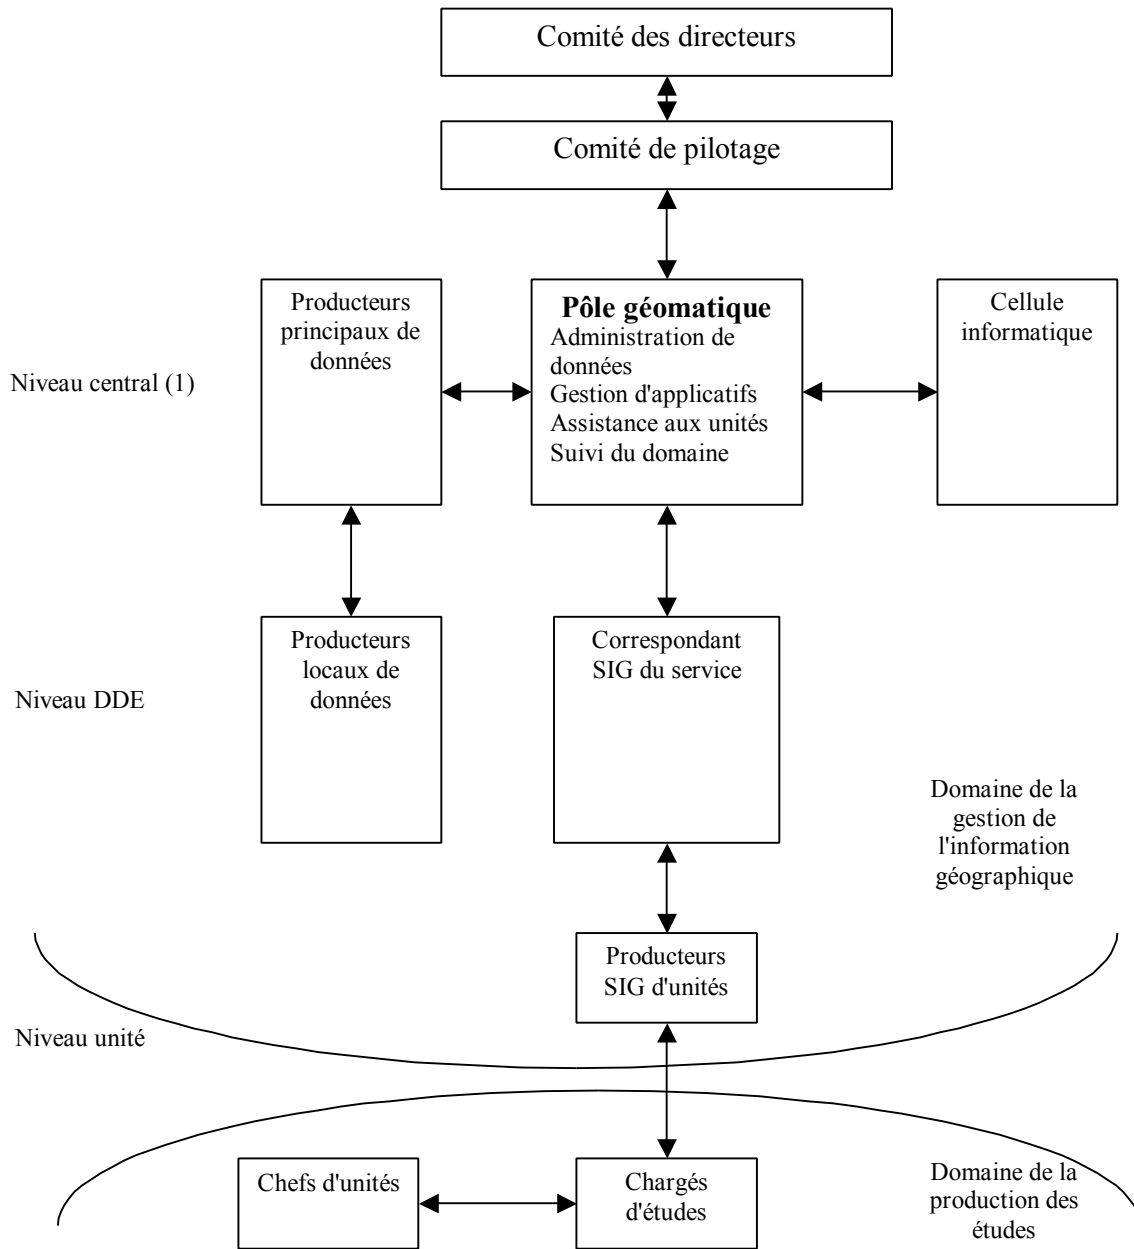 Comité des directeurs
Comité de pilotage
Producteurs
principaux de
données
Pôle géomatique
Administration de
données
Gestion d'applicatifs
Assistance aux unités
Suivi du domaine
Cellule
informatique
Niveau central (1)
Producteurs
locaux de
données
Correspondant
SIG du service
Niveau DDE
Domaine de la
gestion de
l'information
géographique
Producteurs
SIG d'unités
Niveau unité
Chefs d'unités
Chargés
d'études
Domaine de la
production des
études